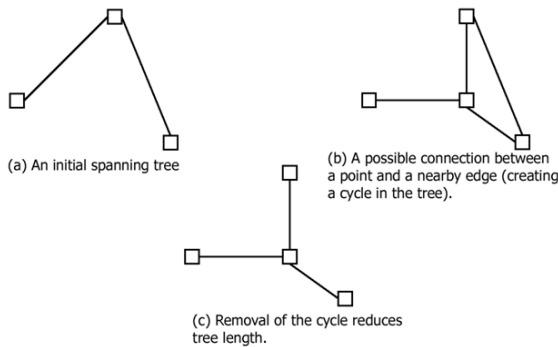 (a) An initial spanning tree
(b) A possible connection between
a point and a nearby edge (creating
a cycle in the tree).
(c) Removal of the cycle reduces
tree length.